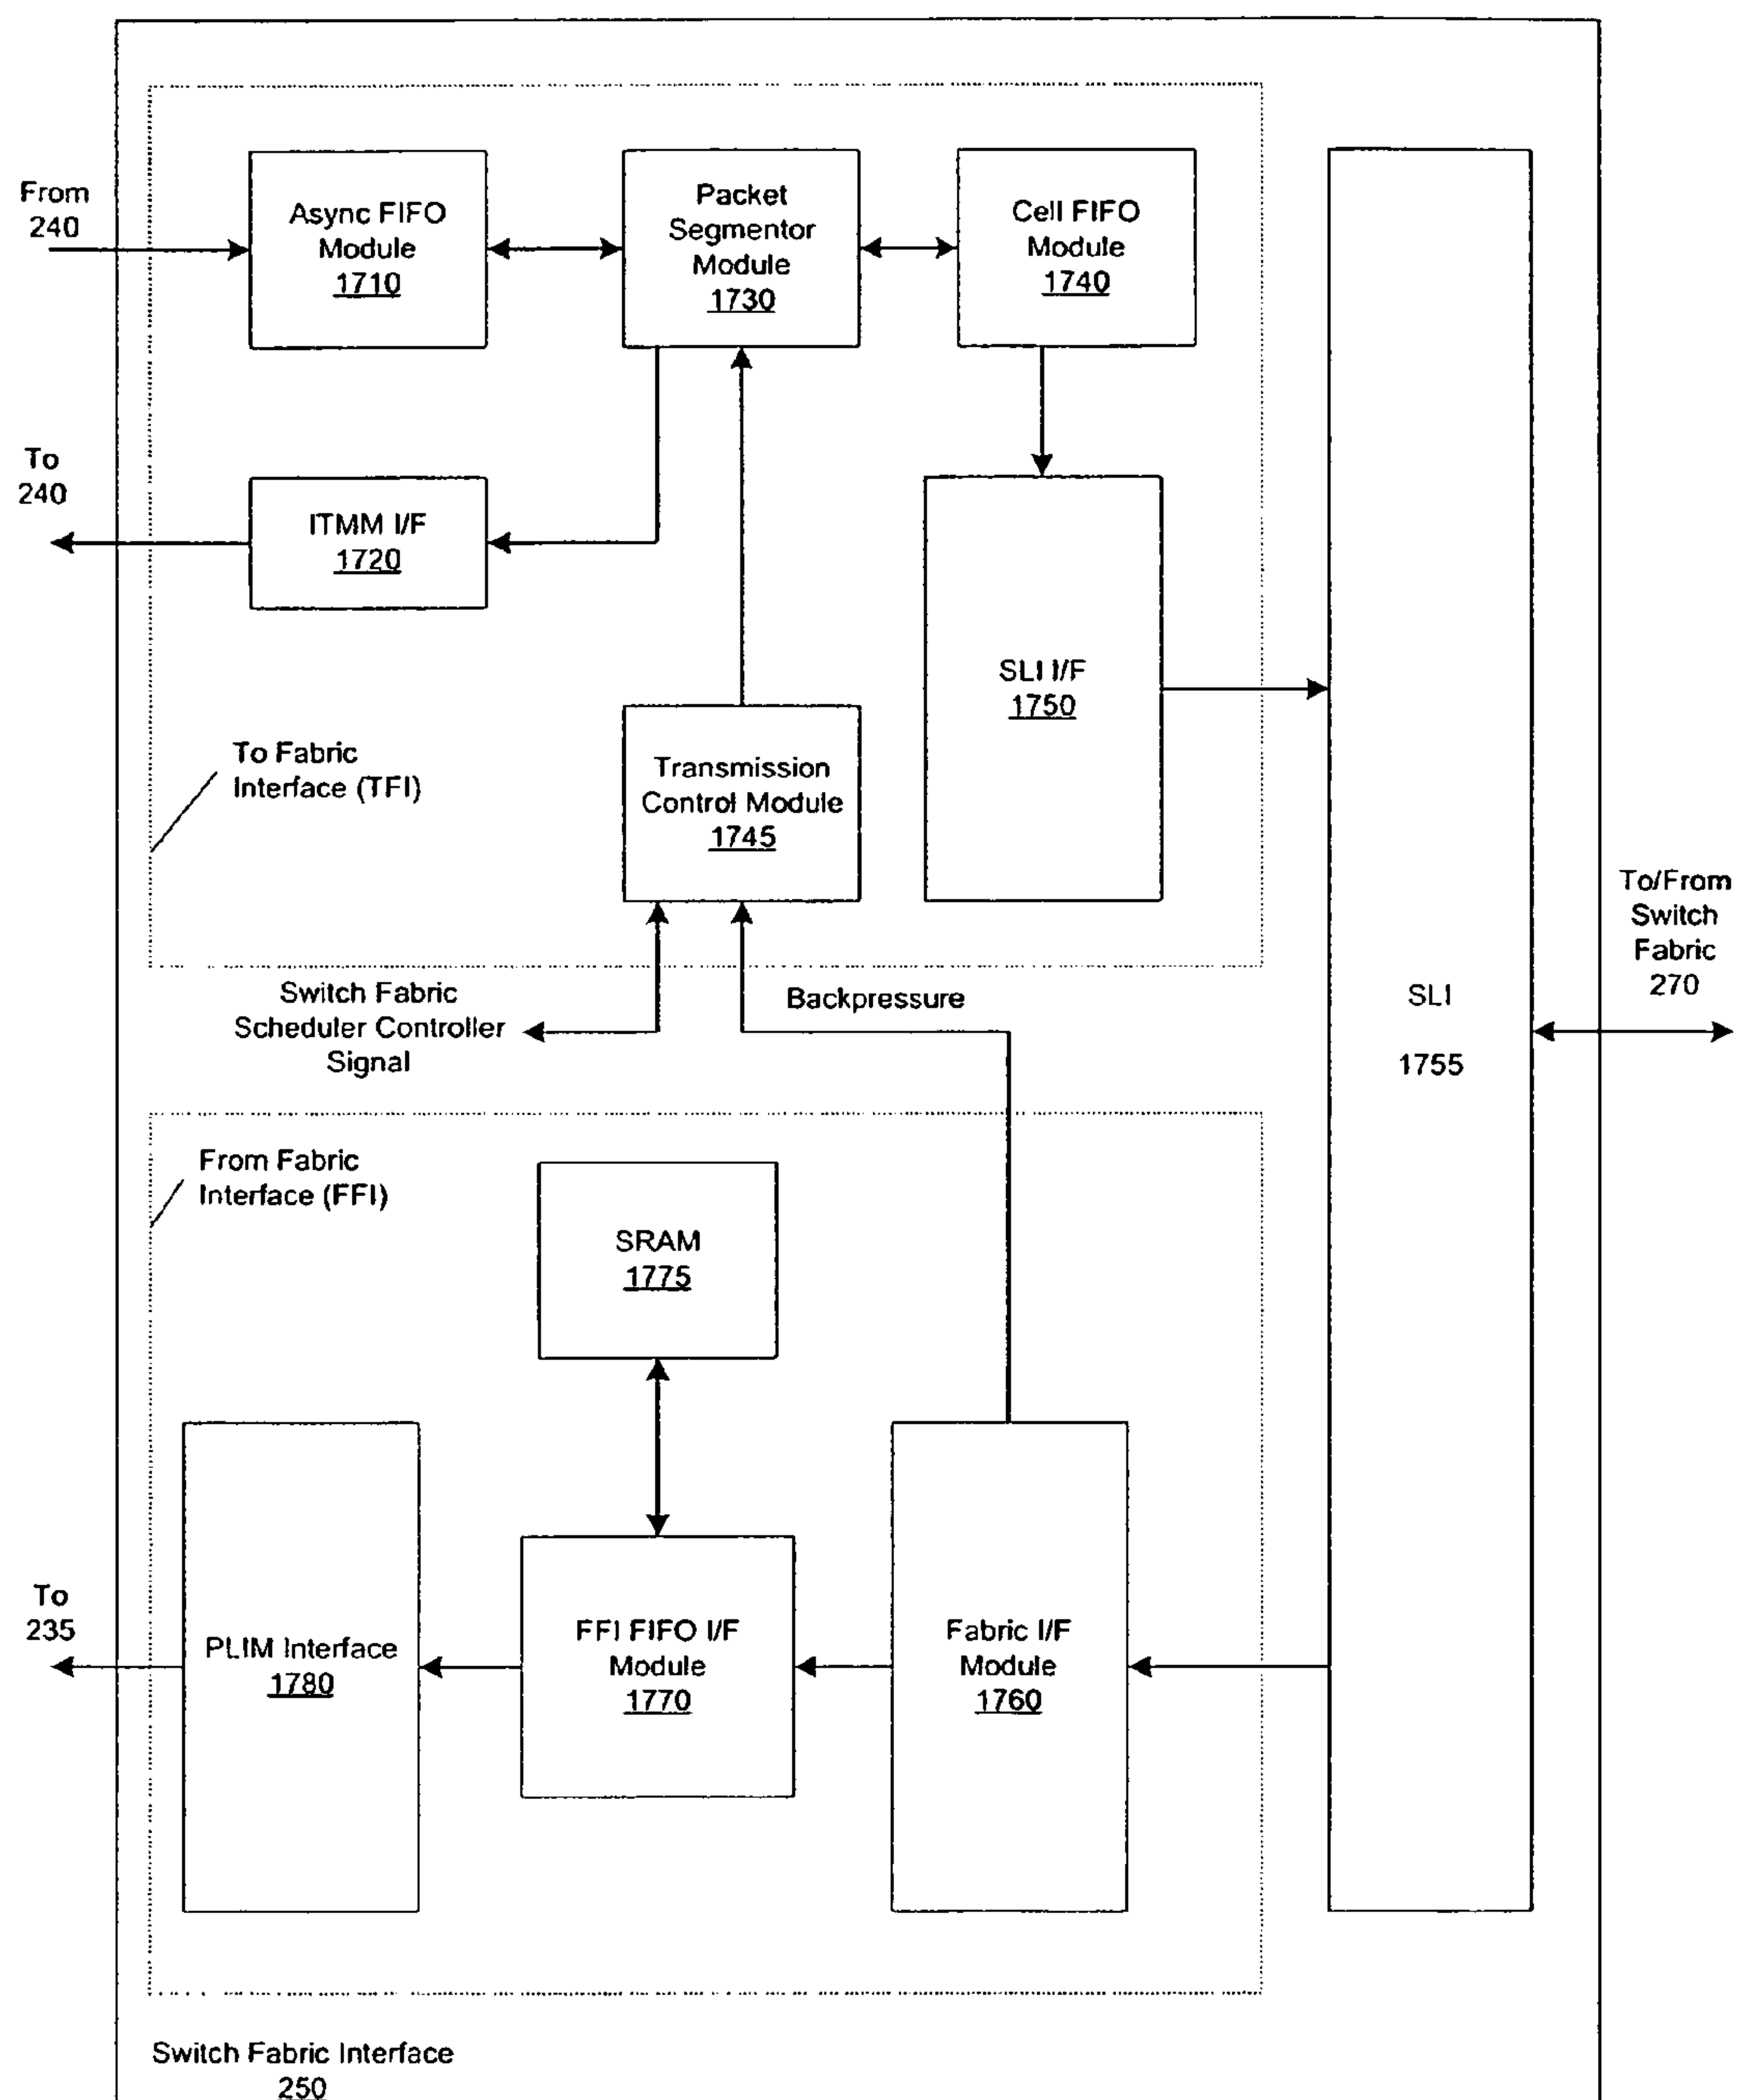 From
240
Async FIFO
Module
1710
Packet
Segmentor
Module
1730
Cell FIFO
Module
1740
To
240
ITMM I/F
1720
SLI I/F
1750
To Fabric
Interface (TFI)
Transmission
Control Module
1745
To/From
Switch
Fabric
270
Switch Fabric
Scheduler Controller
Signal
Backpressure
SLI
1755
From Fabric
Interface (FFI)
SRAM
1775
To
235
PLIM Interface
1780
FFI FIFO I/F
Module
1770
Fabric I/F
Module
1760
Switch Fabric Interface
250